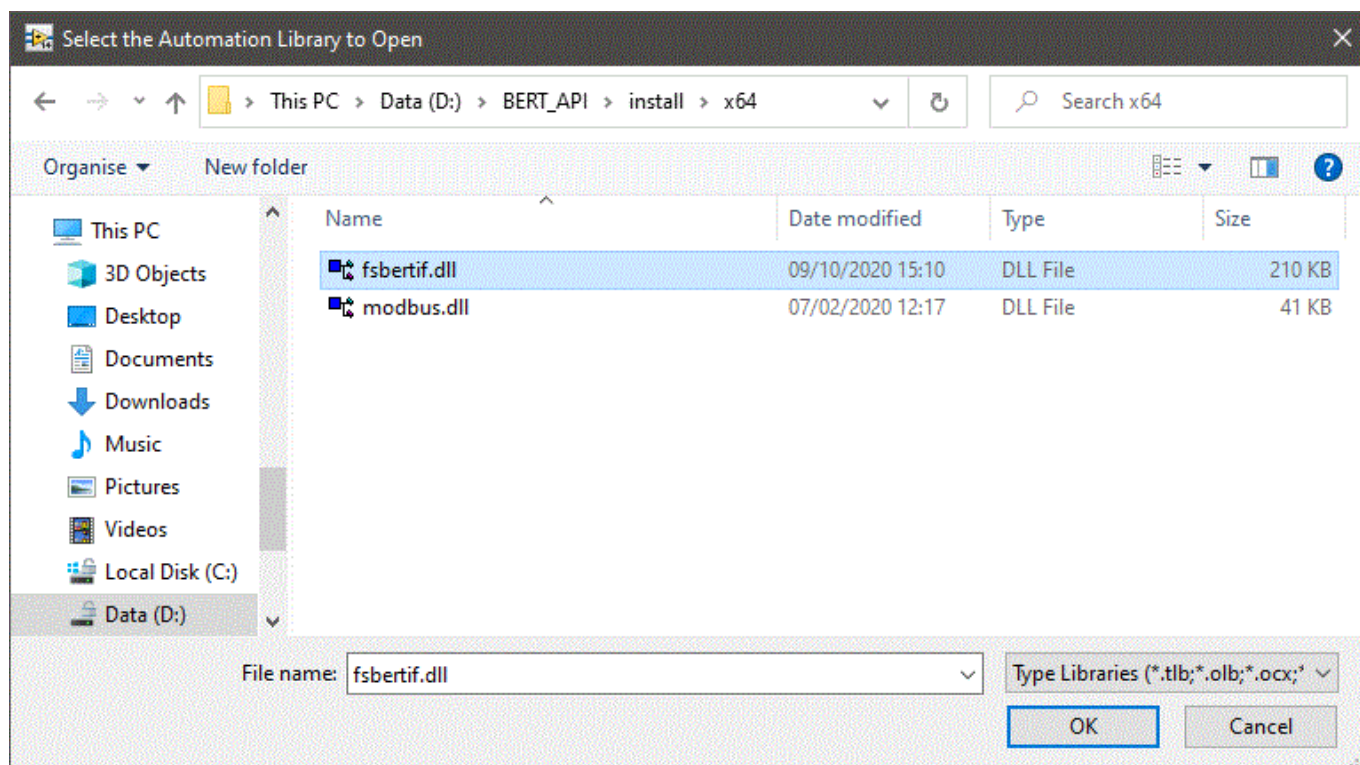 Select the Automation Library to Open
This PC > Data (D:) > BERT_API > install > x64
Search x64
Organise
New folder
Name
Date modified
Type
Size
fsbertif.dll 09/10/2020 15:10 DLL File 210 KB
modbus.dll 07/02/2020 12:17 DLL File 41 KB
This PC
3D Objects
Desktop
Documents
Downloads
Music
Pictures
Videos
Local Disk (C:)
Data (D:)
File name: fsbertif.dll
Type Libraries (*.tlb;*.olb;*.ocx;*
OK
Cancel